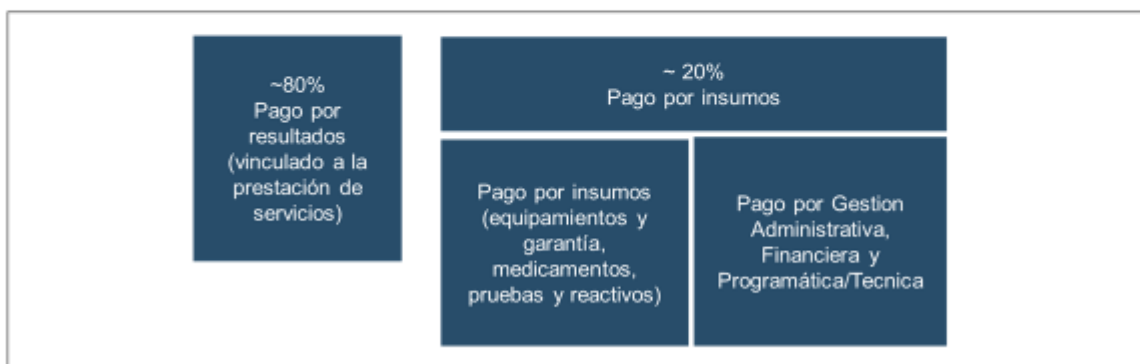 ~80%
Pago por
resultados
(vinculado a la
prestación de
servicios)
~ 20%
Pago por insumos
Pago por insumos
(equipamientos y
garantía,
medicamentos,
pruebas y reactivos)
Pago por Gestion
Administrativa,
Financiera y
Programática/Tecnica